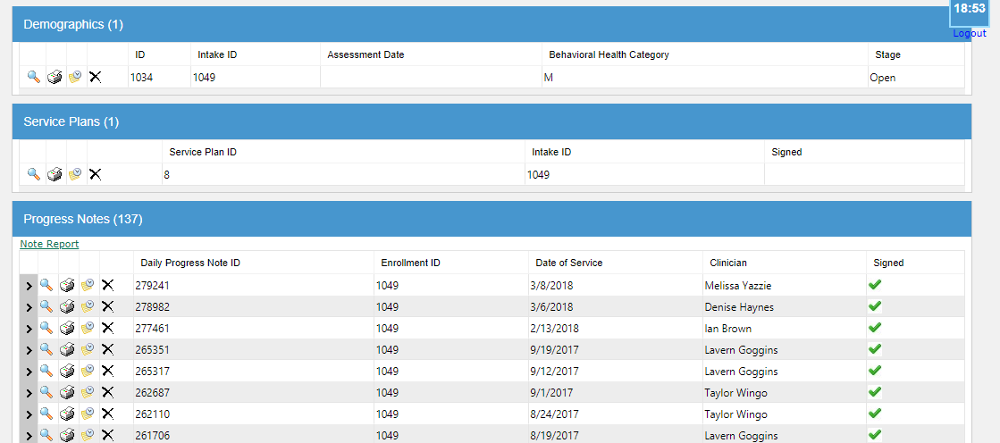 18:53
Logout
Demographics (1)
ID Intake ID Assessment Date Behavioral Health Category Stage
1034 1049 M Open
Service Plans (1)
Service Plan ID Intake ID Signed
8 1049
Progress Notes (137)
Note Report
Daily Progress Note ID Enrollment ID Date of Service Clinician Signed
279241 1049 3/8/2018 Melissa Yazzie
278982 1049 3/6/2018 Denise Haynes
277461 1049 2/13/2018 Ian Brown
265351 1049 9/19/2017 Lavern Goggins
265317 1049 9/12/2017 Lavern Goggins
262687 1049 9/1/2017 Taylor Wingo
262110 1049 8/24/2017 Taylor Wingo
261706 1049 8/19/2017 Lavern Goggins